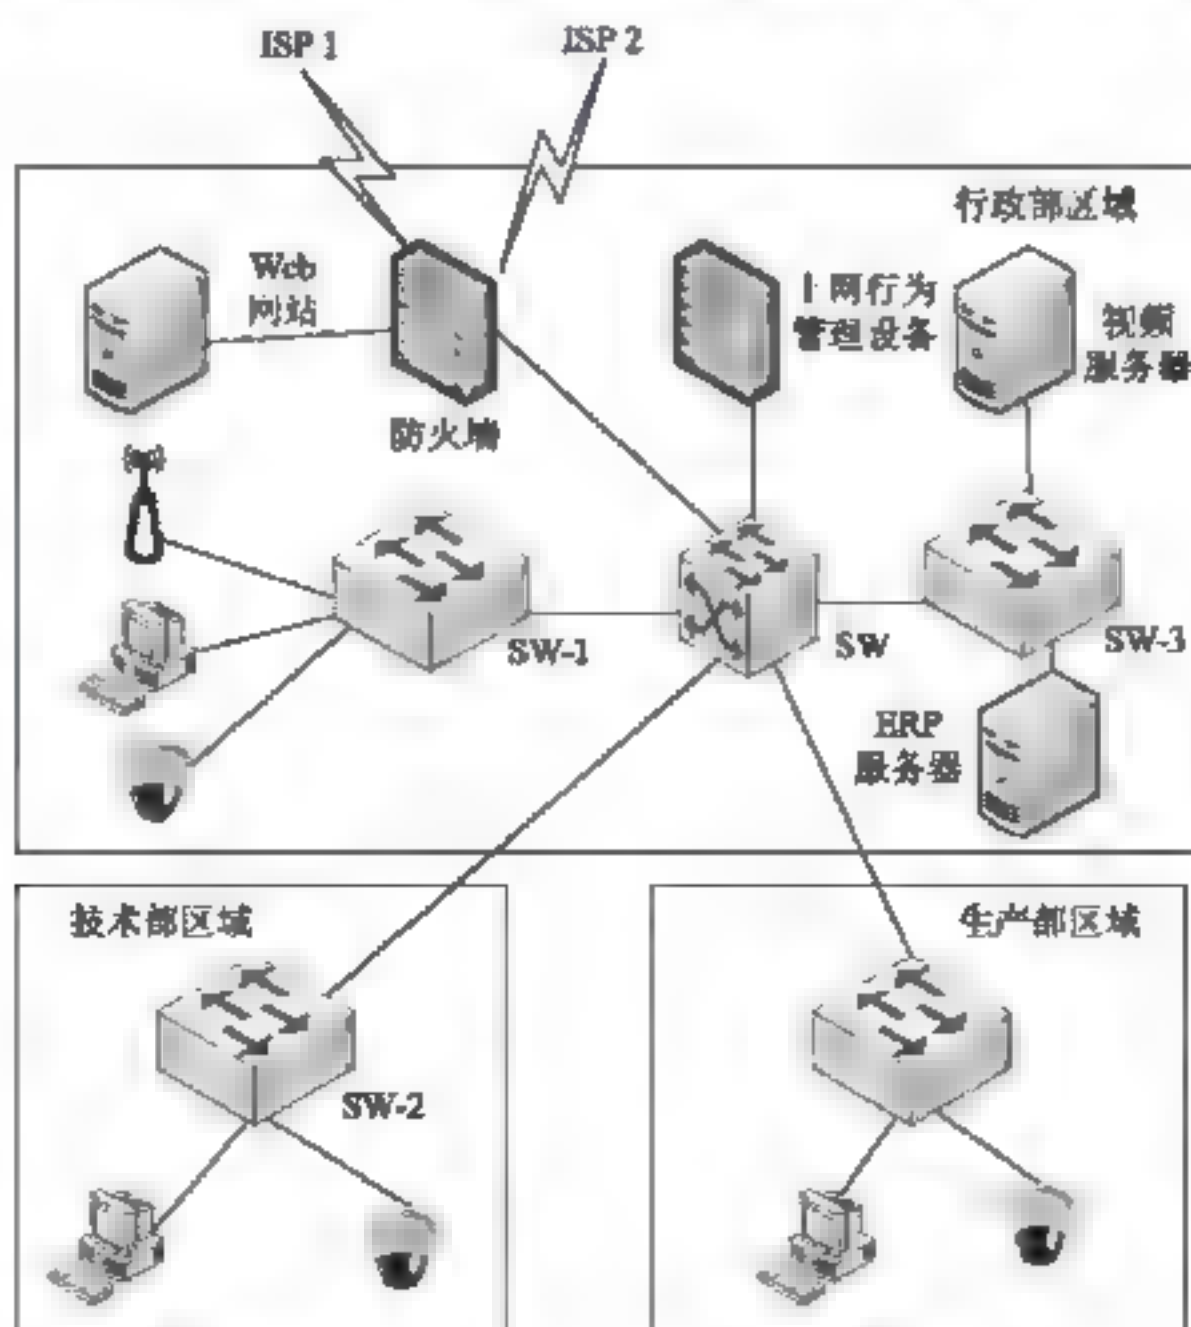 ISP 1
ISP 2
行政部区域
Web
网站
上网行为
管理设备
视频
服务器
防火墙
SW-1
SW
SW-3
ERP
服务器
技术部区域
生产部区域
SW-2